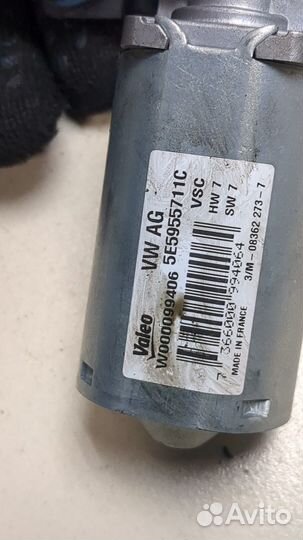 Valeo
VW AG
W000099406 5E5955711C
VSC
HW 7
SW 7
7 366000 994064
3/M-08362 273-7
MADE IN FRANCE
Avito